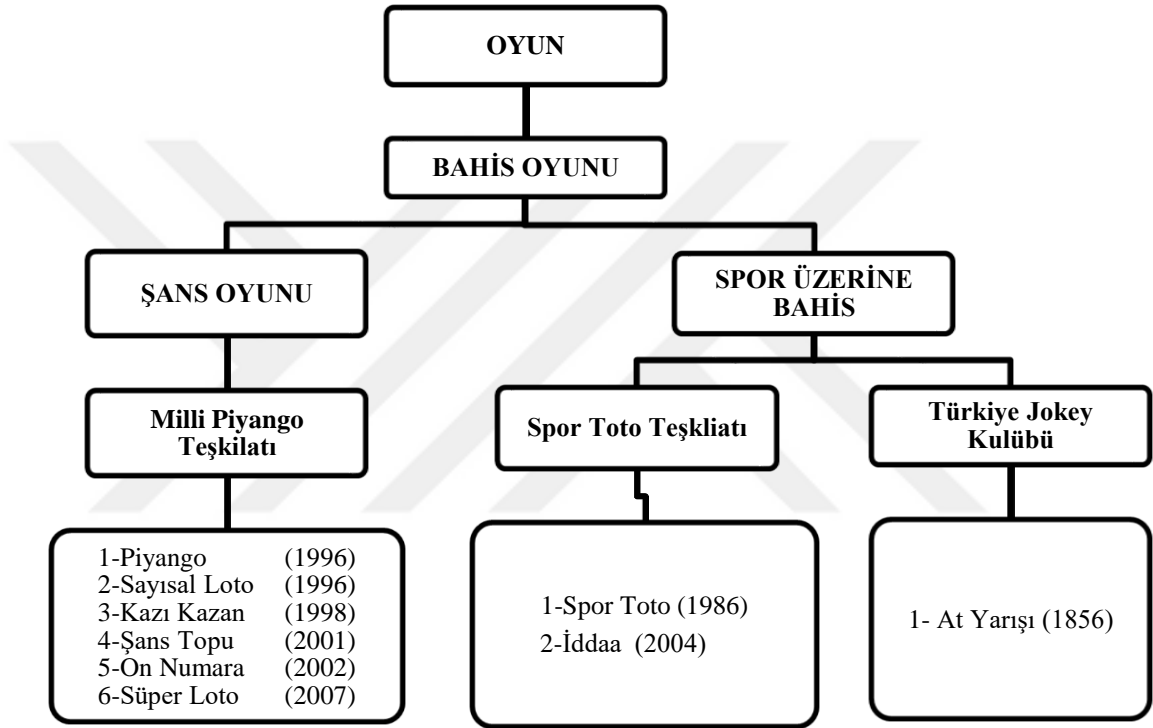 OYUN
BAHİS OYUNU
ŞANS OYUNU
SPOR ÜZERİNE
BAHİS
Milli Piyango
Teşkilatı
Spor Toto Teşkliatı
Türkiye Jokey
Kulübü
1-Piyango (1996)
2-Sayısal Loto (1996)
3-Kazı Kazan (1998)
4-Şans Topu (2001)
5-On Numara (2002)
6-Süper Loto (2007)
1-Spor Toto (1986)
2-İddaa (2004)
1- At Yarışı (1856)